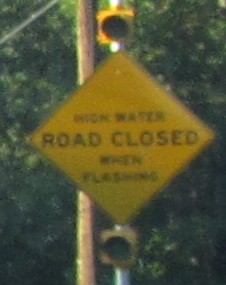 HIGH WATER
ROAD CLOSED
WHEN
FLASHING